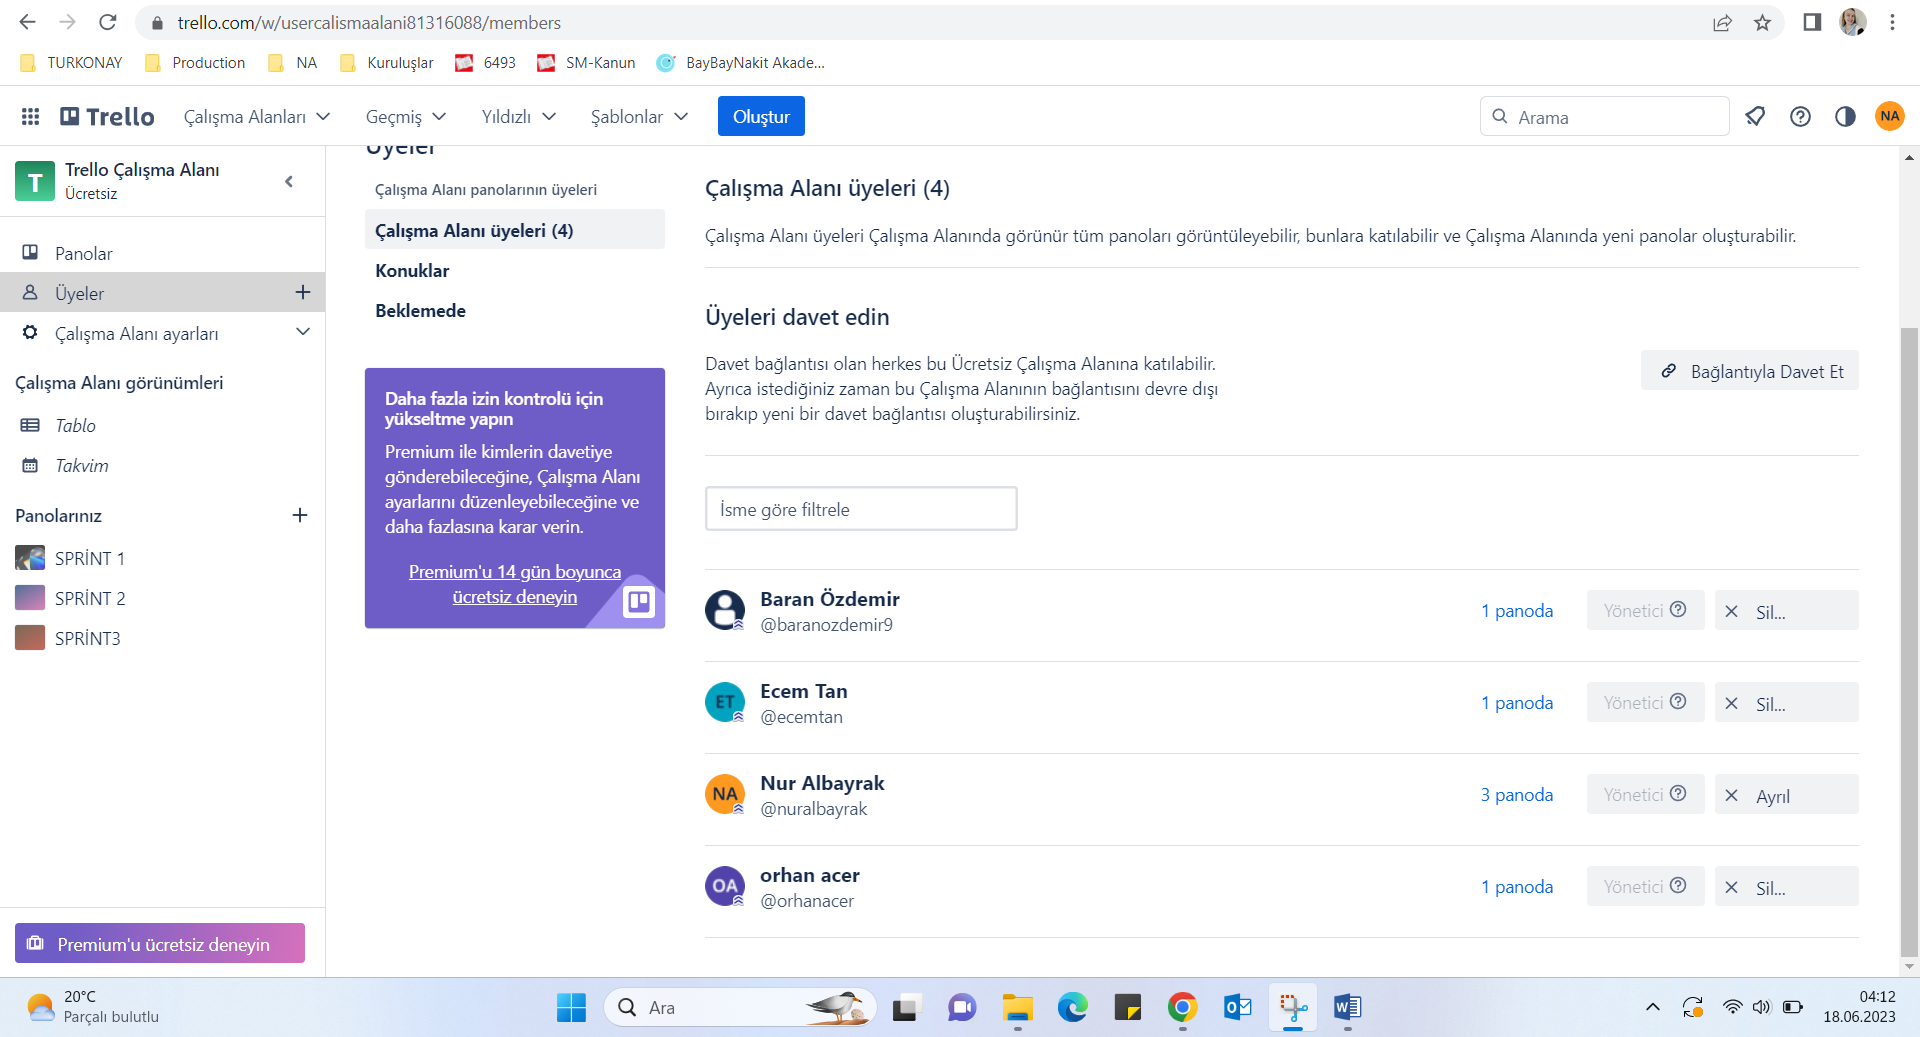 trello.com/w/usercalismaalani81316088/members
TURKONAY
Production
NA
Kuruluşlar
6493
SM-Kanun
BayBayNakit Akade...
Trello
Çalışma Alanları
Geçmiş
Yıldızlı
Şablonlar
Oluştur
Arama
NA
T
Trello Çalışma Alanı
Ücretsiz
Panolar
Üyeler
Çalışma Alanı ayarları
Çalışma Alanı görünümleri
Tablo
Takvim
Panolarınız
SPRİNT 1
SPRİNT 2
SPRİNT3
Premium'u ücretsiz deneyin
Üyeler
Çalışma Alanı panolarının üyeleri
Çalışma Alanı üyeleri (4)
Konuklar
Beklemede
Daha fazla izin kontrolü için
yükseltme yapın
Premium ile kimlerin davetiye
gönderebileceğine, Çalışma Alanı
ayarlarını düzenleyebileceğine ve
daha fazlasına karar verin.
Premium'u 14 gün boyunca
ücretsiz deneyin
Çalışma Alanı üyeleri (4)
Çalışma Alanı üyeleri Çalışma Alanında görünür tüm panoları görüntüleyebilir, bunlara katılabilir ve Çalışma Alanında yeni panolar oluşturabilir.
Üyeleri davet edin
Davet bağlantısı olan herkes bu Ücretsiz Çalışma Alanına katılabilir.
Ayrıca istediğiniz zaman bu Çalışma Alanının bağlantısını devre dışı
bırakıp yeni bir davet bağlantısı oluşturabilirsiniz.
Bağlantıyla Davet Et
İsme göre filtrele
Baran Özdemir
@baranozdemir9
1 panoda
Yönetici
Sil...
ET
Ecem Tan
@ecemtan
1 panoda
Yönetici
Sil...
NA
Nur Albayrak
@nuralbayrak
3 panoda
Yönetici
Ayrıl
OA
orhan acer
@orhanacer
1 panoda
Yönetici
Sil...
20°C
Parçalı bulutlu
Ara
04:12
18.06.2023